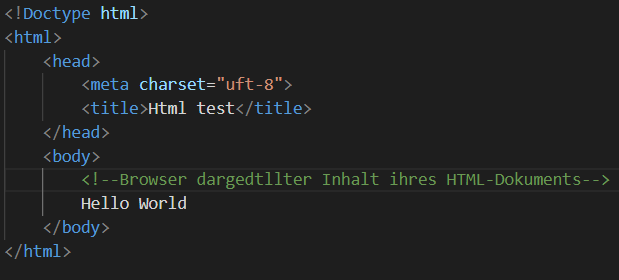 <!Doctype html>
<html>
    <head>
        <meta charset="uft-8">
        <title>Html test</title>
    </head>
    <body>
        <!--Browser dargedtllter Inhalt ihres HTML-Dokuments-->
        Hello World
    </body>
</html>